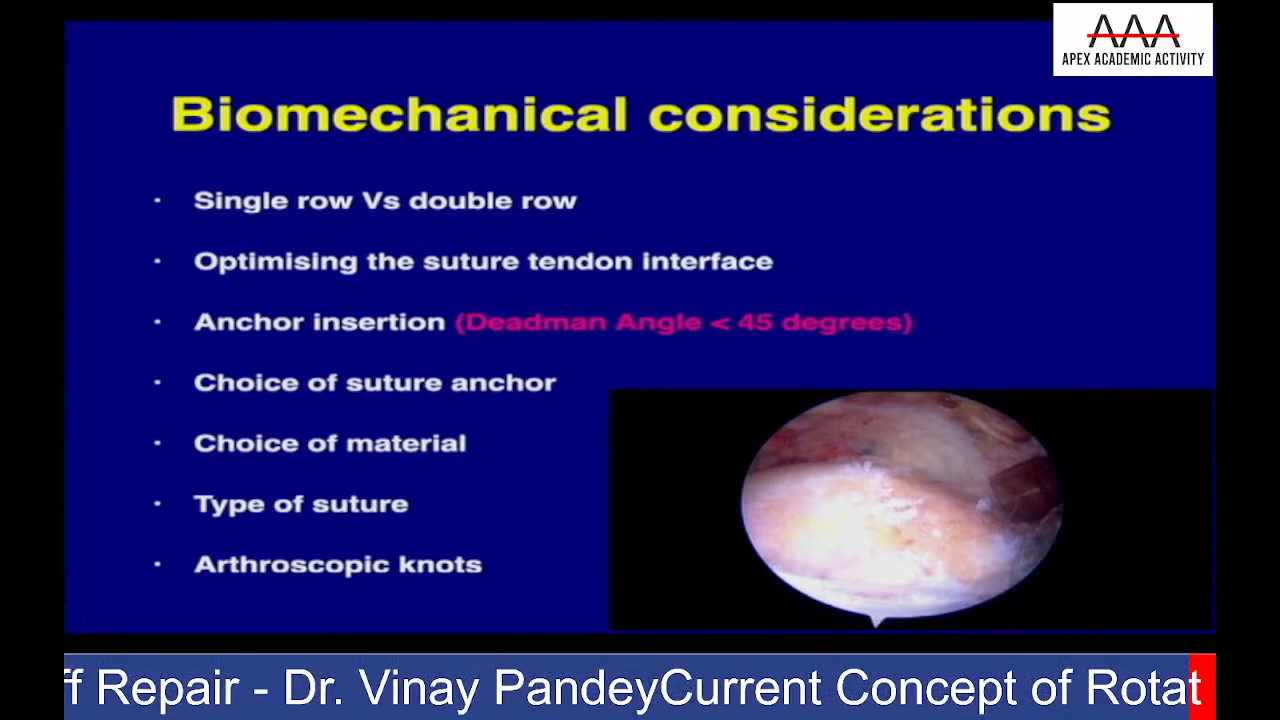 AAA
APEX ACADEMIC ACTIVITY
Biomechanical considerations
· Single row Vs double row
· Optimising the suture tendon interface
· Anchor insertion (Deadman Angle < 45 degrees)
· Choice of suture anchor
· Choice of material
· Type of suture
· Arthroscopic knots
ff Repair - Dr. Vinay PandeyCurrent Concept of Rotat